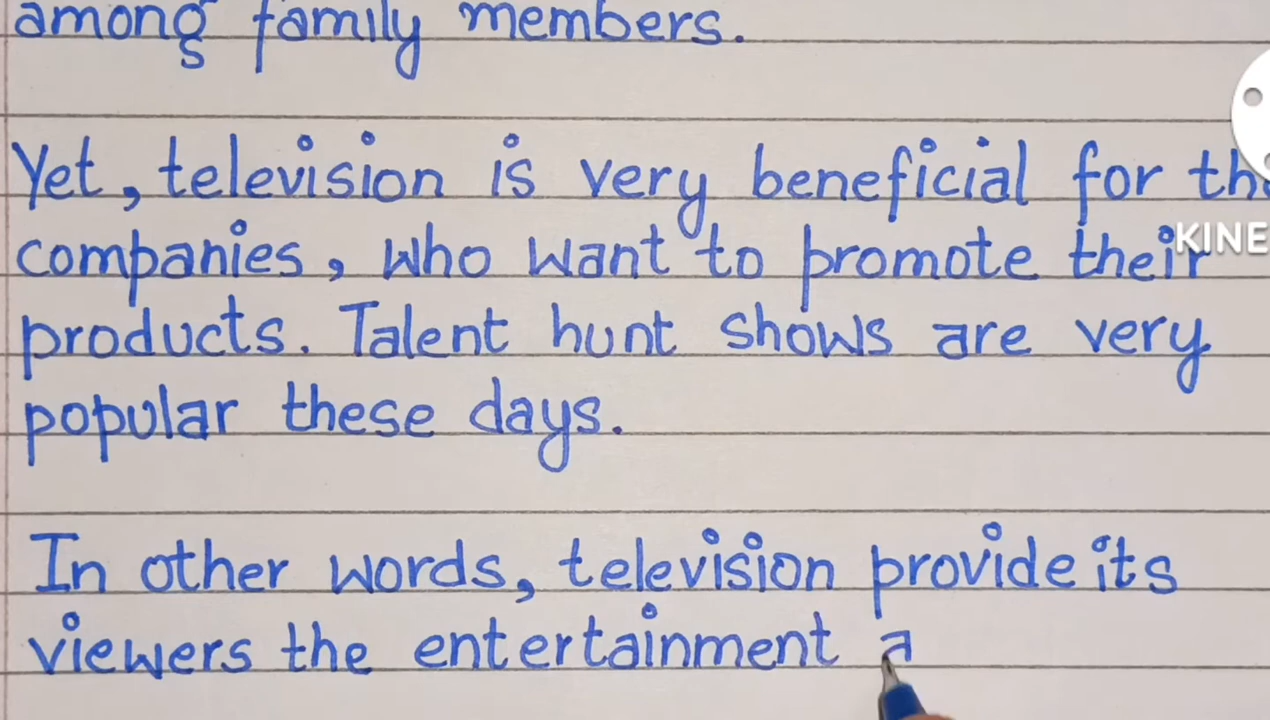 among family members.
Yet, television is very beneficial for the
companies, who want to promote their
KINE
products. Talent hunt shows are very
popular these days.
In other words, television provide its
viewers the entertainment a